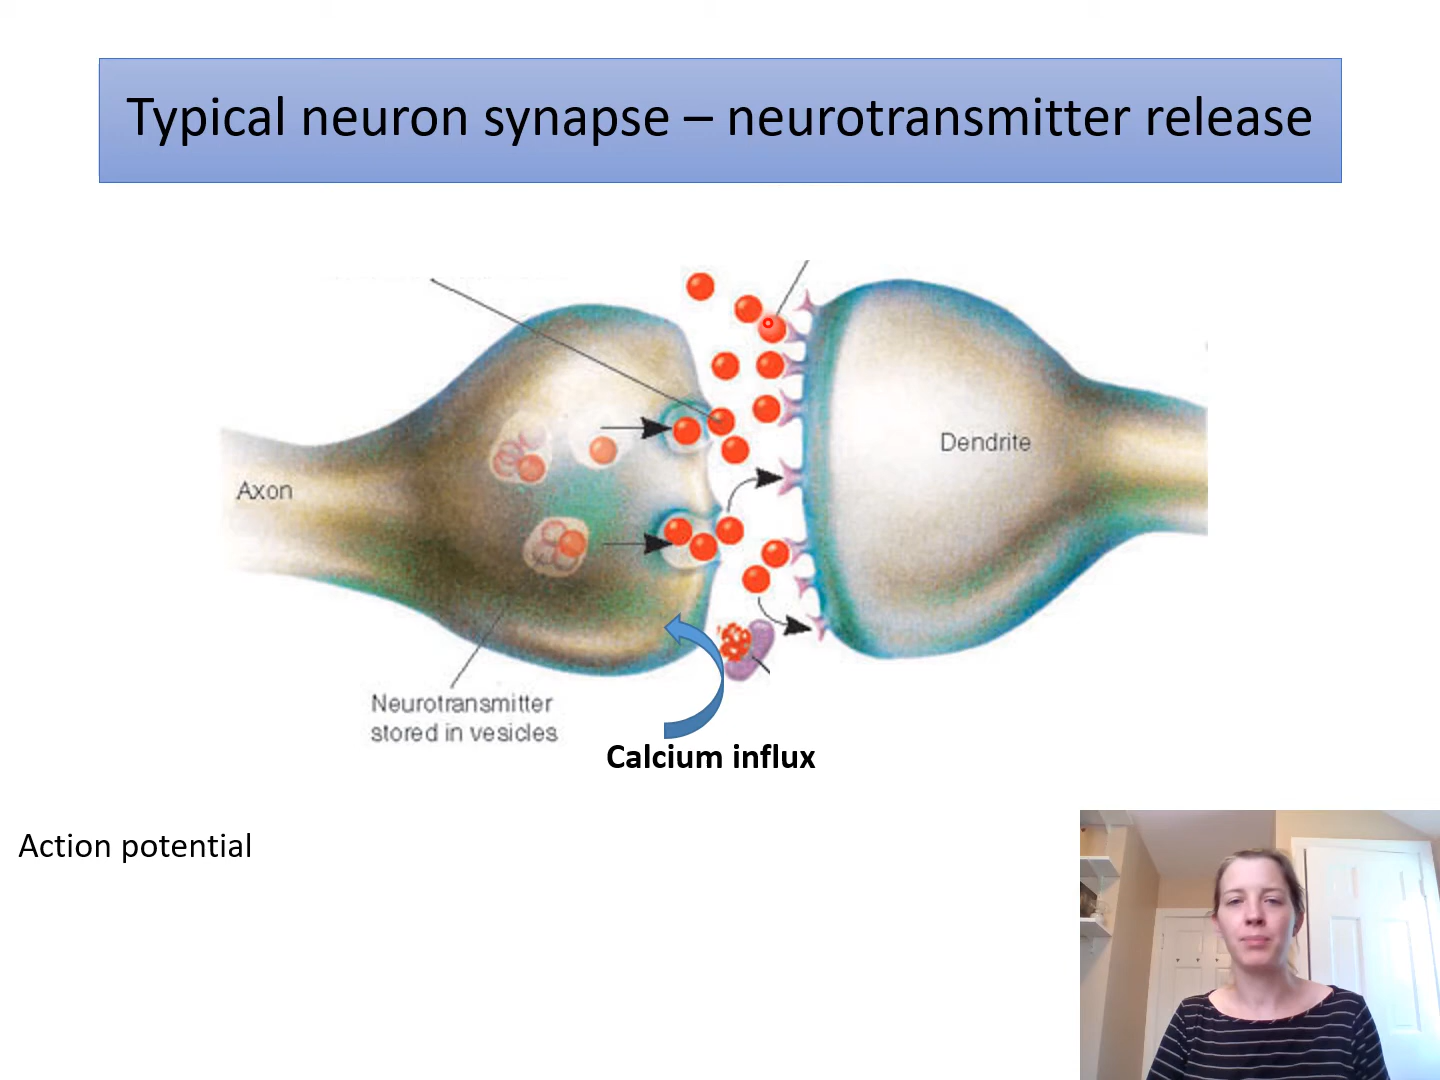 Typical neuron synapse – neurotransmitter release
Dendrite
Axon
Neurotransmitter
stored in vesicles
Calcium influx
Action potential